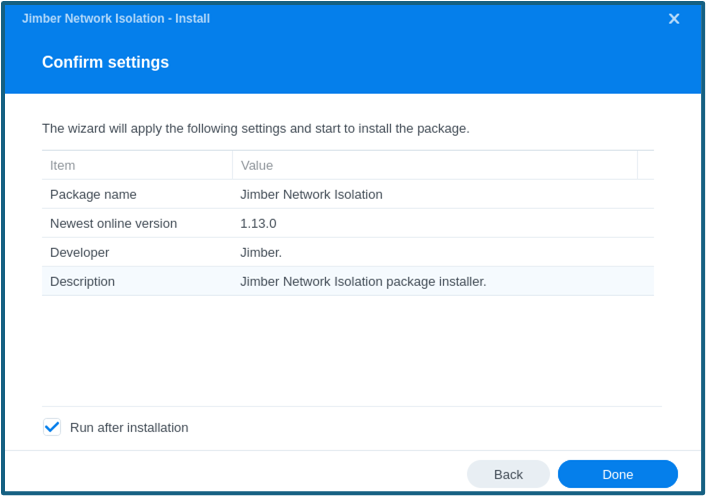 Jimber Network Isolation - Install
Confirm settings
The wizard will apply the following settings and start to install the package.
Item Value
Package name Jimber Network Isolation
Newest online version 1.13.0
Developer Jimber.
Description Jimber Network Isolation package installer.
Run after installation
Back Done